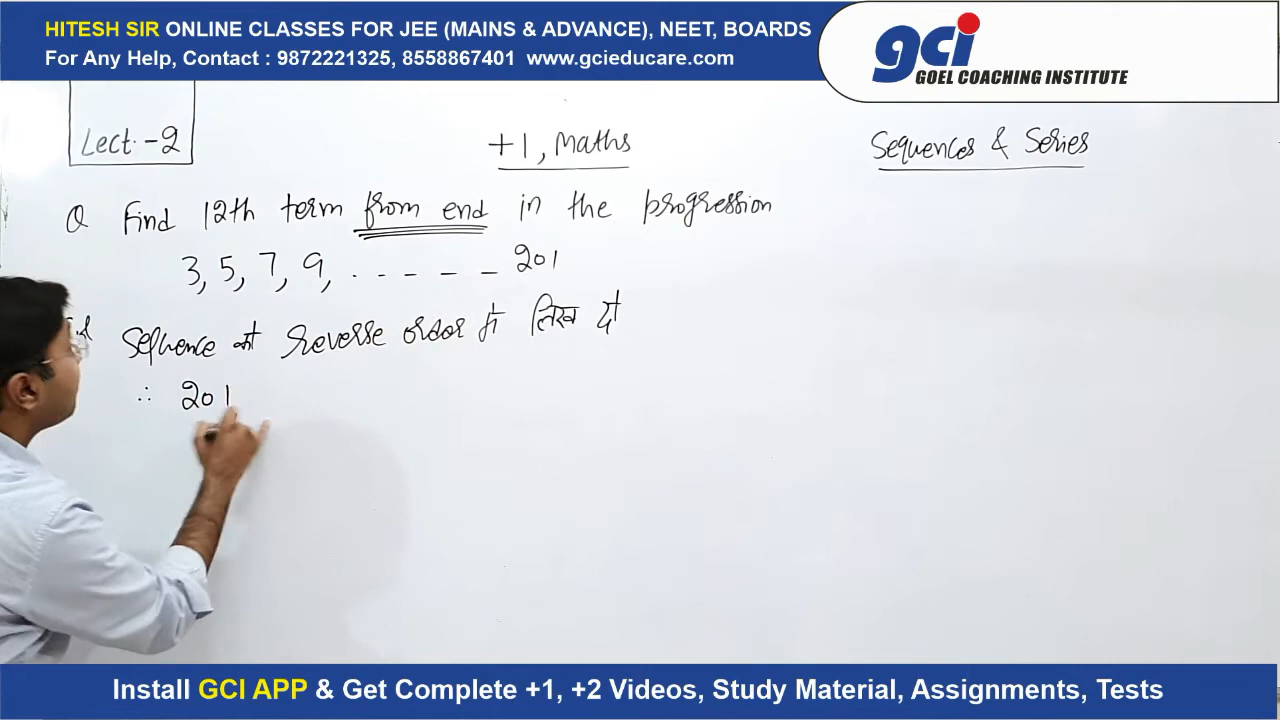 HITESH SIR ONLINE CLASSES FOR JEE (MAINS & ADVANCE), NEET, BOARDS
For Any Help, Contact : 9872221325, 8558867401 www.gcieducare.com
gci
GOEL COACHING INSTITUTE
Lect. -2
+1, Maths
Sequences & Series
Q Find 12th term from end in the progression
3, 5, 7, 9, . - - - - 201
Sequence को reverse order में लिख दो
∴ 201
Install GCI APP & Get Complete +1, +2 Videos, Study Material, Assignments, Tests